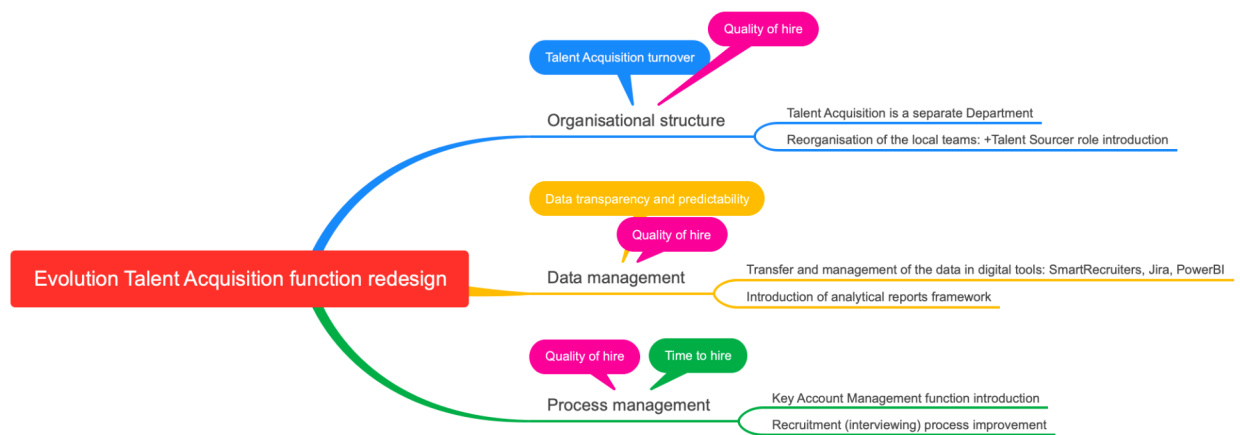 Quality of hire
Talent Acquisition turnover
Organisational structure
Talent Acquisition is a separate Department
Reorganisation of the local teams: +Talent Sourcer role introduction
Data transparency and predictability
Quality of hire
Evolution Talent Acquisition function redesign
Data management
Transfer and management of the data in digital tools: SmartRecruiters, Jira, PowerBI
Introduction of analytical reports framework
Quality of hire
Time to hire
Process management
Key Account Management function introduction
Recruitment (interviewing) process improvement